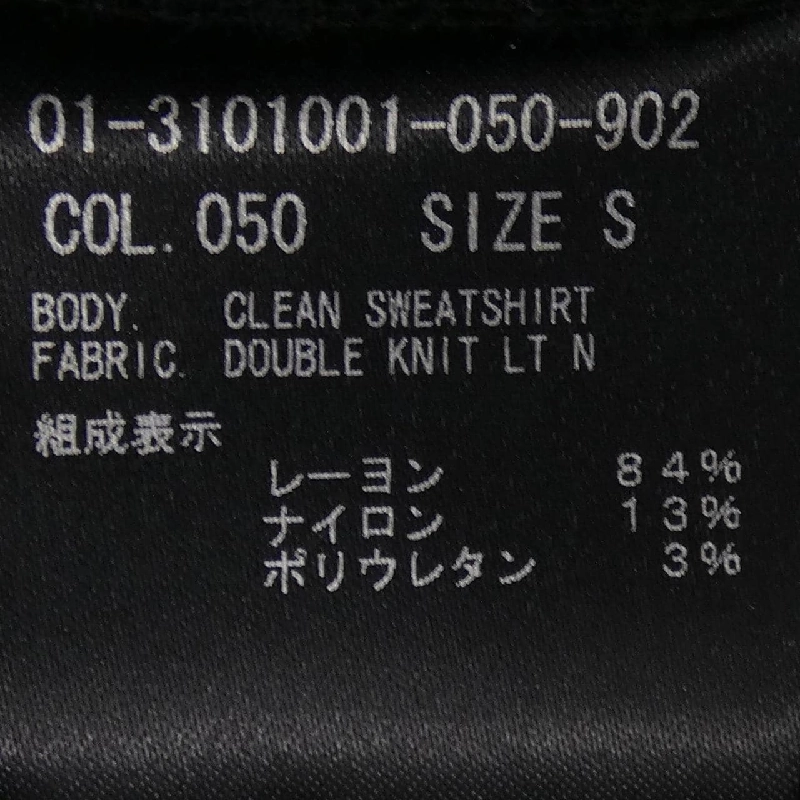 01-3101001-050-902
COL. 050 SIZE S
BODY. CLEAN SWEATSHIRT
FABRIC. DOUBLE KNIT LT N
組成表示
レーヨン 84%
ナイロン 13%
ポリウレタン 3%